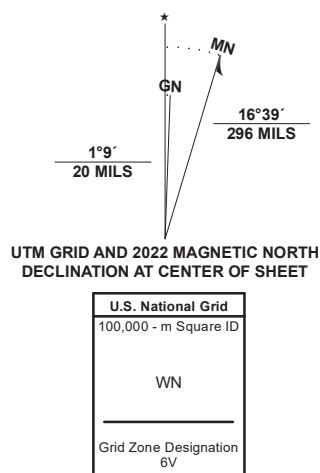 ★
MN
GN
16°39´
296 MILS
1°9´
20 MILS
UTM GRID AND 2022 MAGNETIC NORTH
DECLINATION AT CENTER OF SHEET
U.S. National Grid
100,000 - m Square ID
WN
Grid Zone Designation
6V